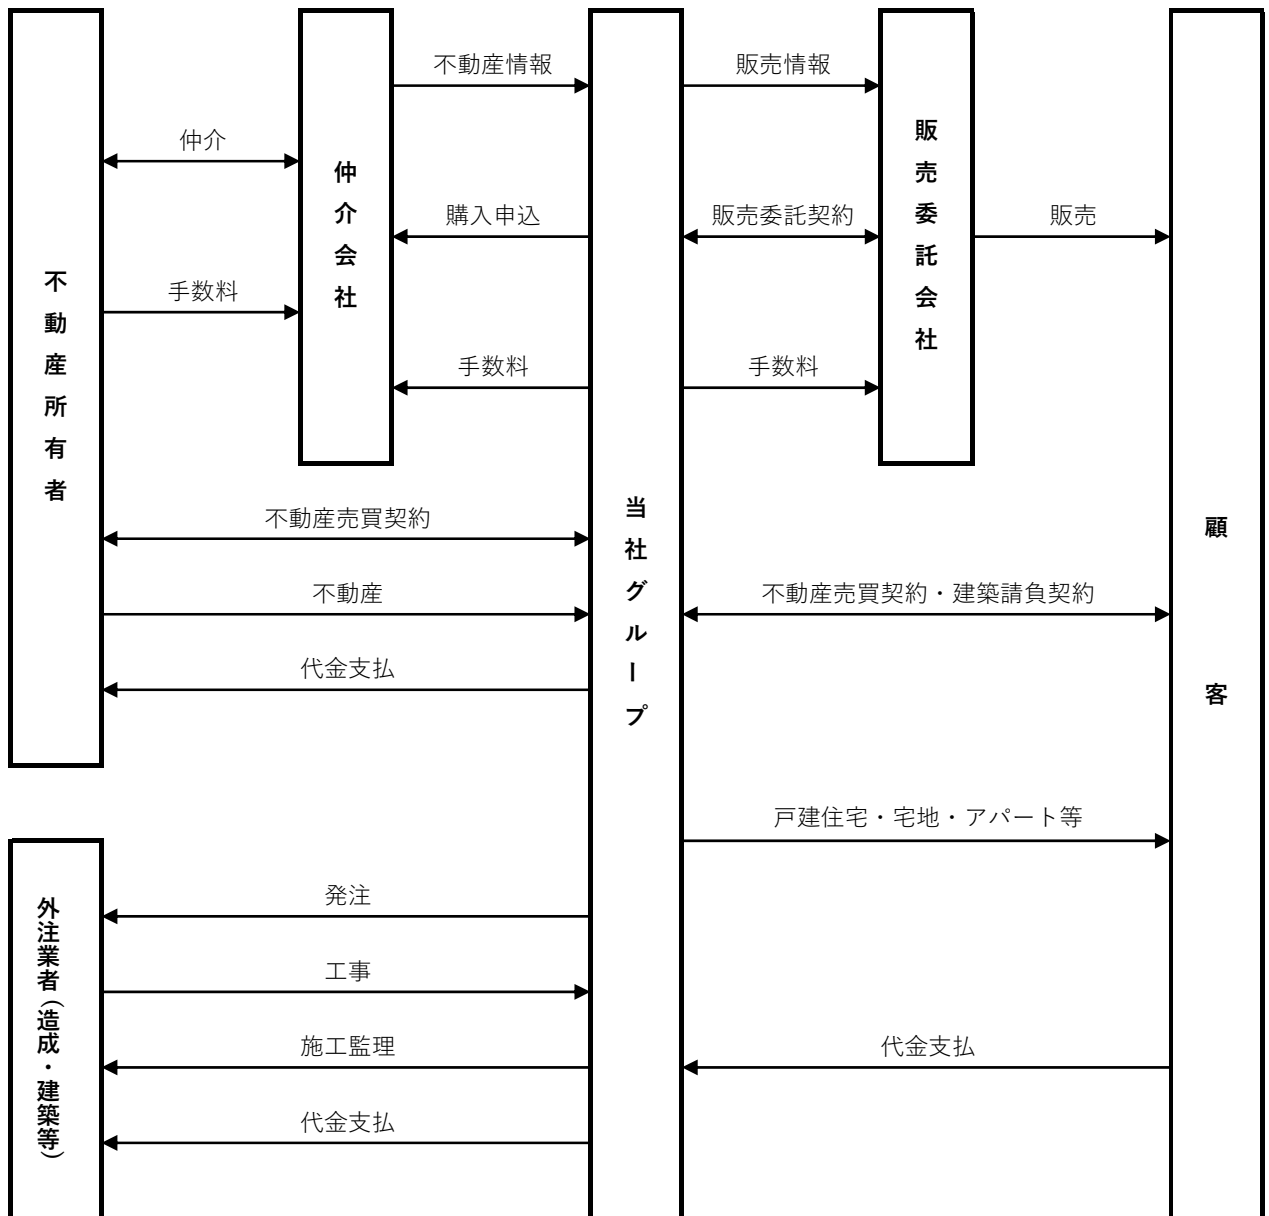 不動産情報
販売情報
仲介
購入申込
販売委託契約
販売
手数料
手数料
手数料
不動産所有者
仲介会社
当社グループ
販売委託会社
顧客
不動産売買契約
不動産
代金支払
不動産売買契約・建築請負契約
戸建住宅・宅地・アパート等
外注業者(造成・建築等)
発注
工事
施工監理
代金支払
代金支払